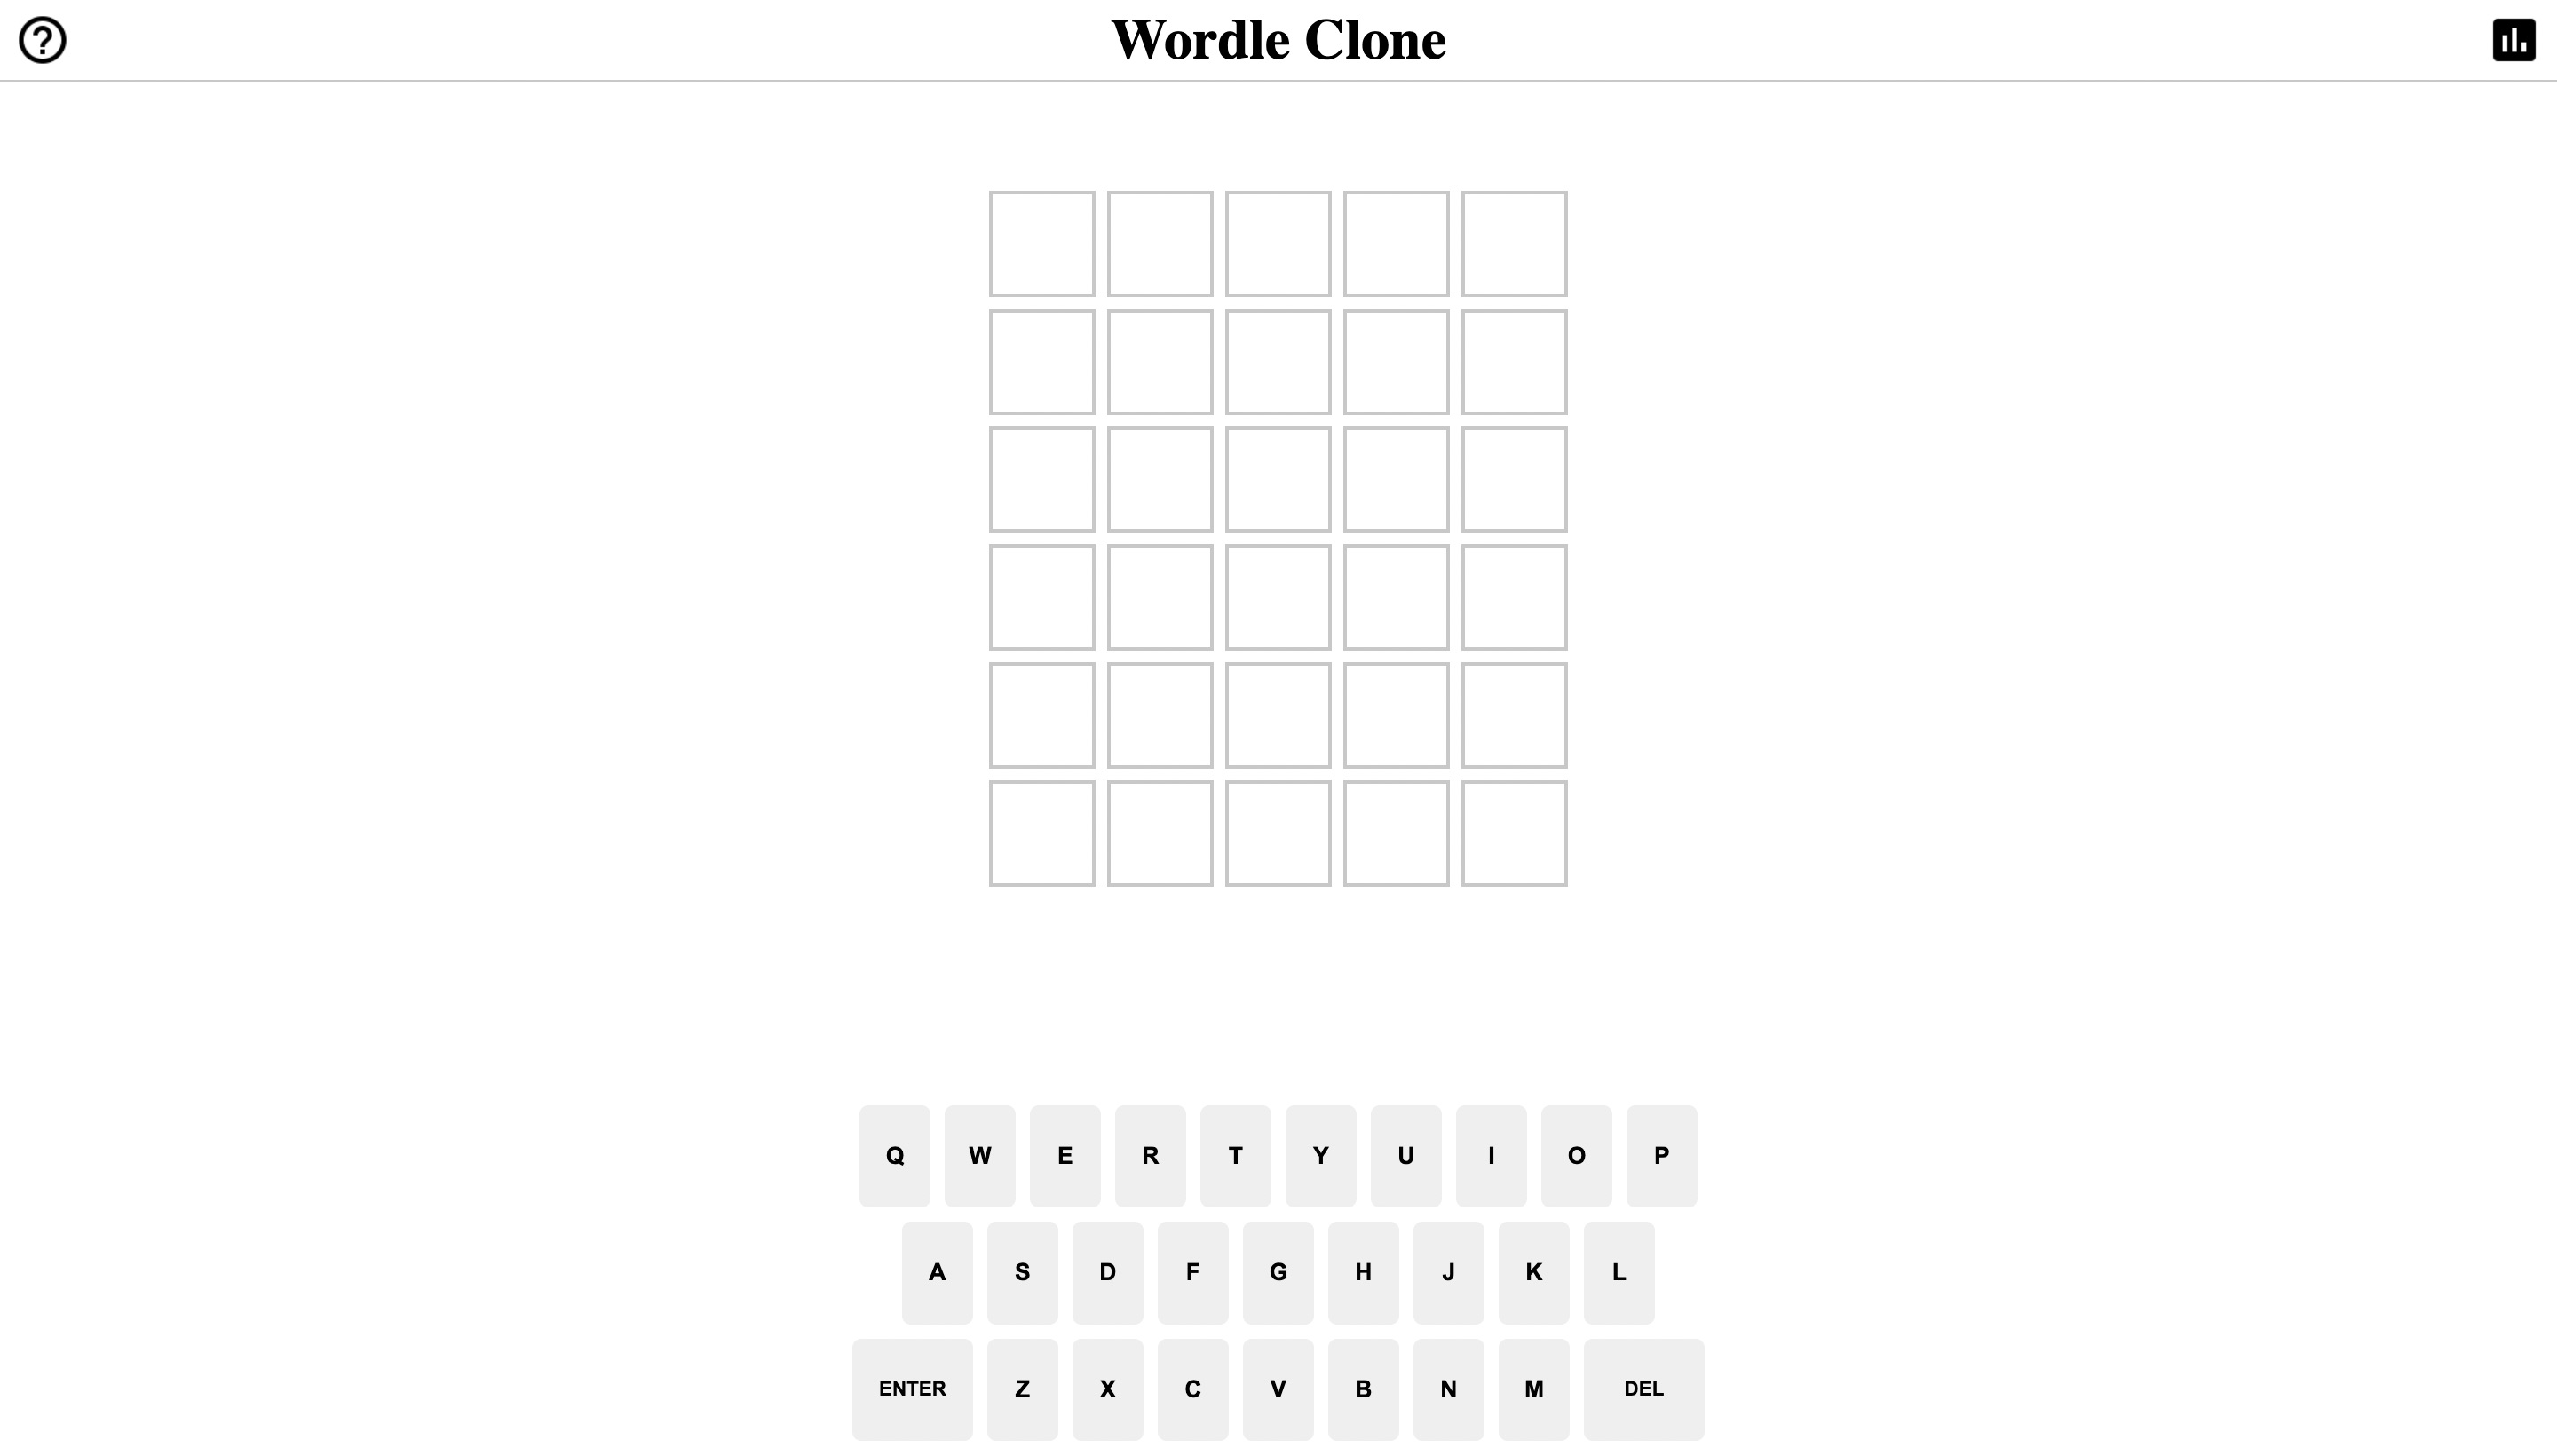 Wordle Clone
Q W E R T Y U I O P
A S D F G H J K L
ENTER Z X C V B N M DEL